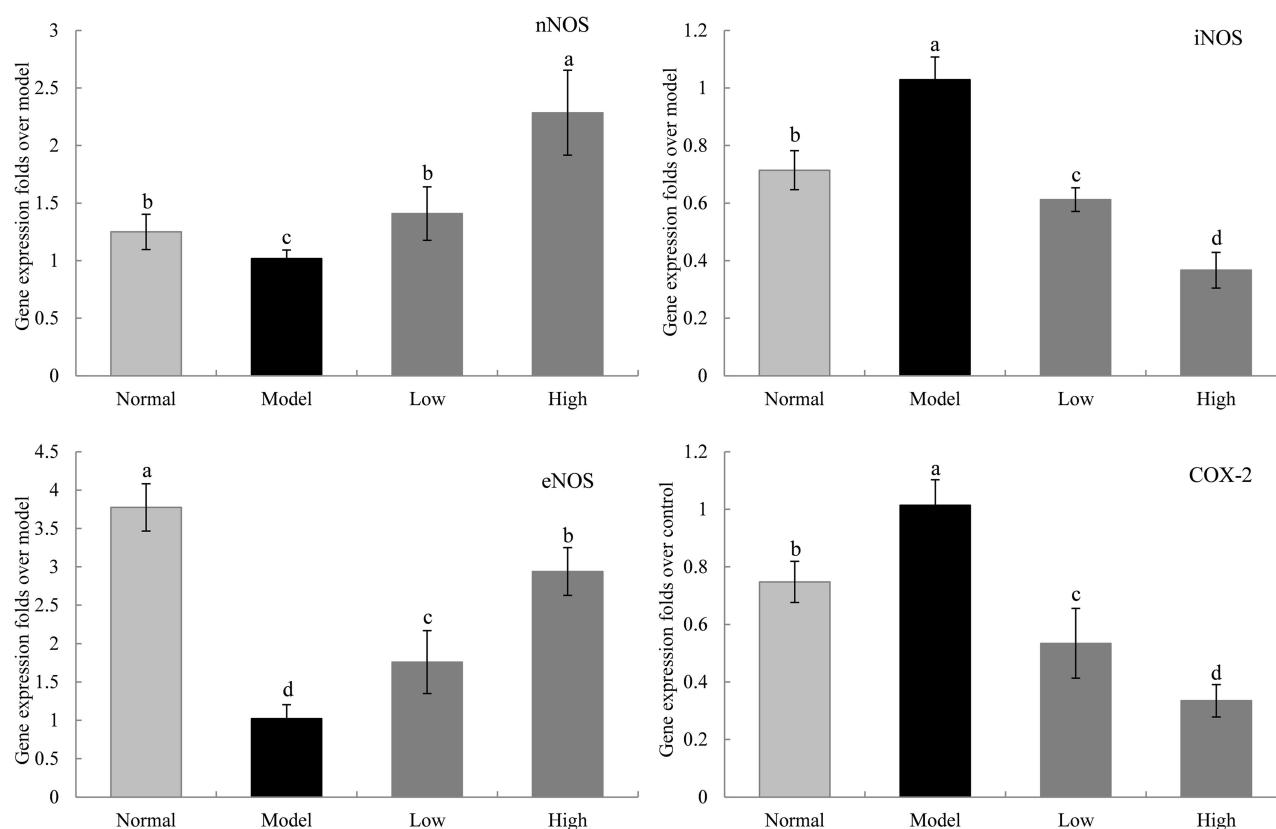 nNOS
Gene expression folds over model
3
2.5
2
1.5
1
0.5
0
b
c
b
a
Normal Model Low High
iNOS
Gene expression folds over model
1.2
1
0.8
0.6
0.4
0.2
0
b
a
c
d
Normal Model Low High
eNOS
Gene expression folds over model
4.5
4
3.5
3
2.5
2
1.5
1
0.5
0
a
d
c
b
Normal Model Low High
COX-2
Gene expression folds over control
1.2
1
0.8
0.6
0.4
0.2
0
b
a
c
d
Normal Model Low High